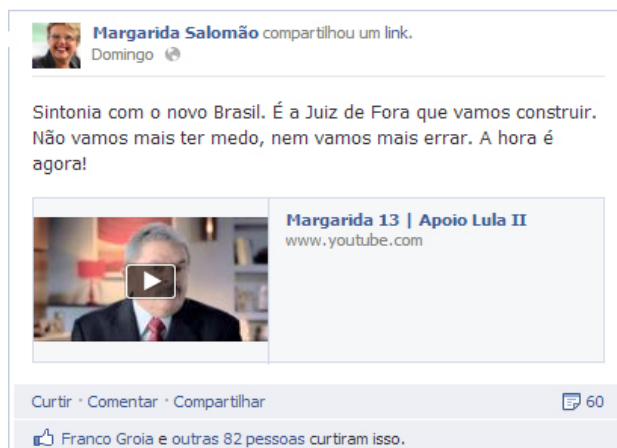 Margarida Salomão compartilhou um link.
Domingo
Sintonia com o novo Brasil. É a Juiz de Fora que vamos construir.
Não vamos mais ter medo, nem vamos mais errar. A hora é
agora!
Margarida 13 | Apoio Lula II
www.youtube.com
Curtir · Comentar · Compartilhar 60
Franco Groia e outras 82 pessoas curtiram isso.